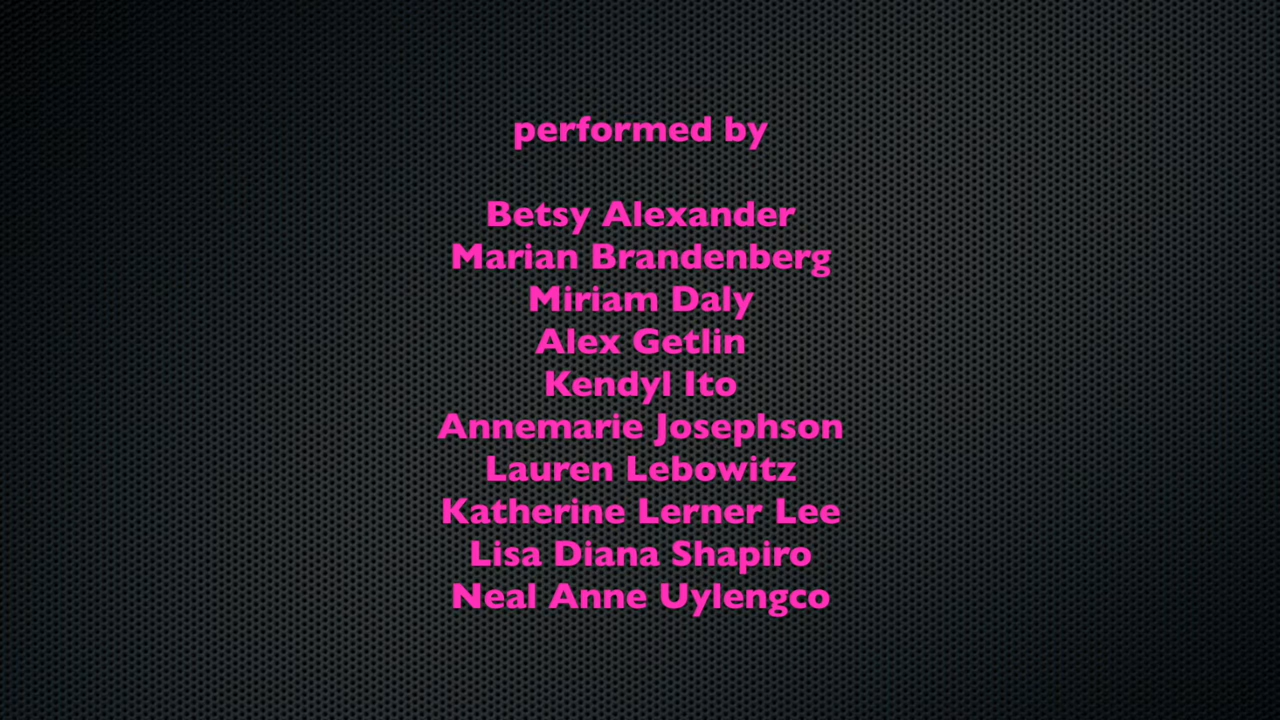 performed by
Betsy Alexander
Marian Brandenberg
Miriam Daly
Alex Getlin
Kendyl Ito
Annemarie Josephson
Lauren Lebowitz
Katherine Lerner Lee
Lisa Diana Shapiro
Neal Anne Uylengco